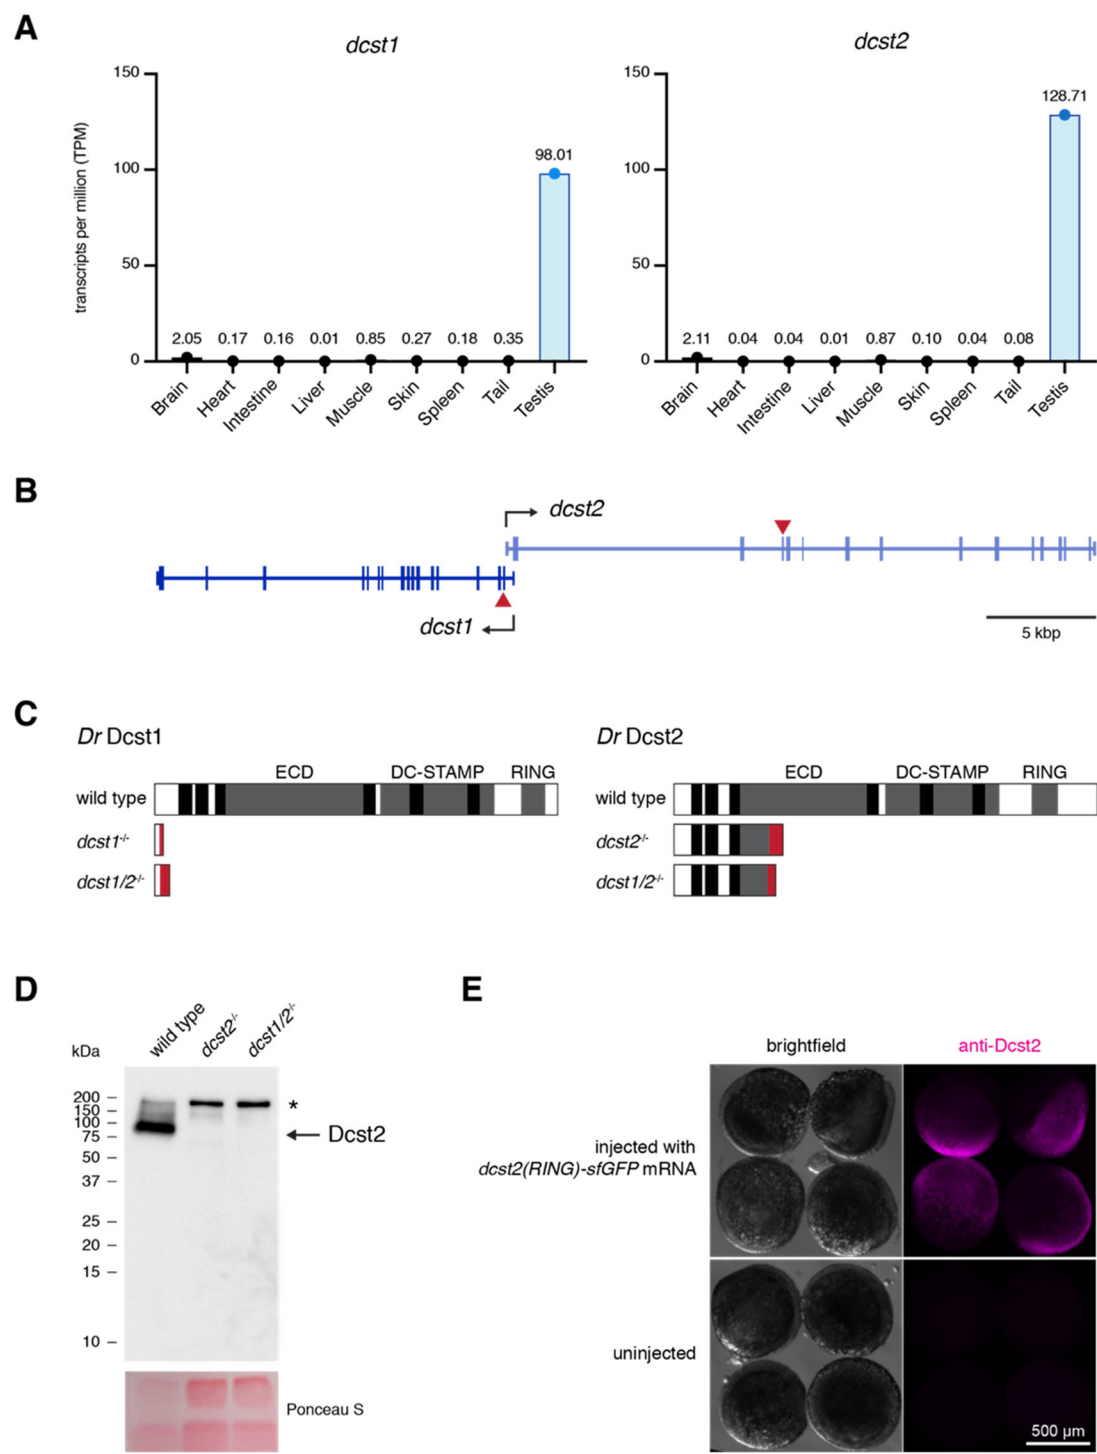 A
dcst1
dcst2
transcripts per million (TPM)
150
100
50
0
2.05
0.17
0.16
0.01
0.85
0.27
0.18
0.35
98.01
Brain
Heart
Intestine
Liver
Muscle
Skin
Spleen
Tail
Testis
150
100
50
0
2.11
0.04
0.04
0.01
0.87
0.10
0.04
0.08
128.71
Brain
Heart
Intestine
Liver
Muscle
Skin
Spleen
Tail
Testis
B
dcst2
dcst1
5 kbp
C
Dr Dcst1
ECD DC-STAMP RING
wild type
dcst1-/-
dcst1/2-/-
Dr Dcst2
ECD DC-STAMP RING
wild type
dcst2-/-
dcst1/2-/-
D
kDa
wild type
dcst2-/-
dcst1/2-/-
200
150
100
75
50
37
25
20
15
10
*
Dcst2
Ponceau S
E
brightfield anti-Dcst2
injected with
dcst2(RING)-sfGFP mRNA
uninjected
500 µm